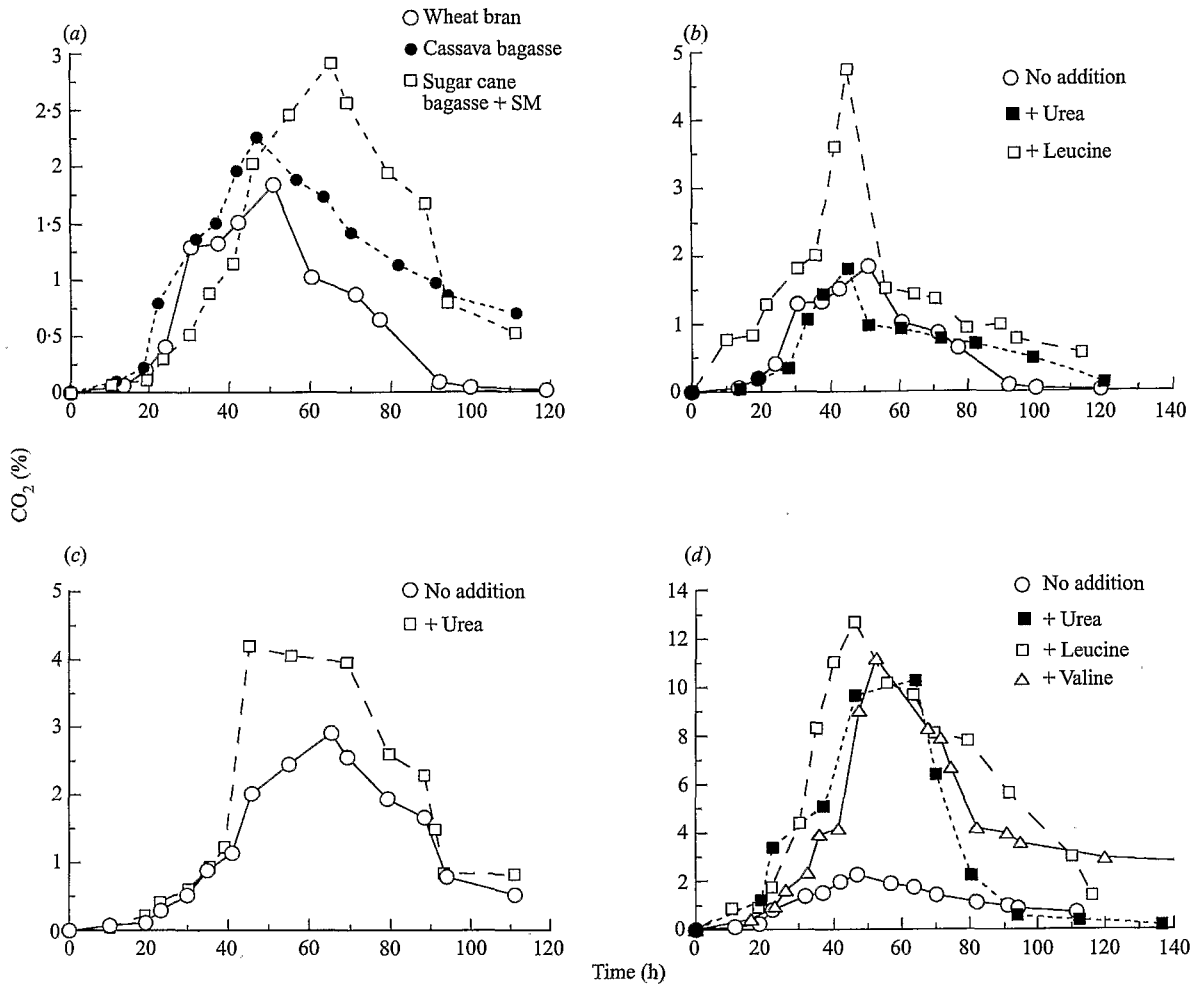 (a)
Wheat bran
Cassava bagasse
Sugar cane
bagasse + SM
3
2·5
2
1·5
1
0·5
0
0 20 40 60 80 100 120
(b)
No addition
+ Urea
+ Leucine
5
4
3
2
1
0
0 20 40 60 80 100 120 140
CO2 (%)
(c)
No addition
+ Urea
5
4
3
2
1
0
0 20 40 60 80 100 120
(d)
No addition
+ Urea
+ Leucine
+ Valine
14
12
10
8
6
4
2
0
0 20 40 60 80 100 120 140
Time (h)